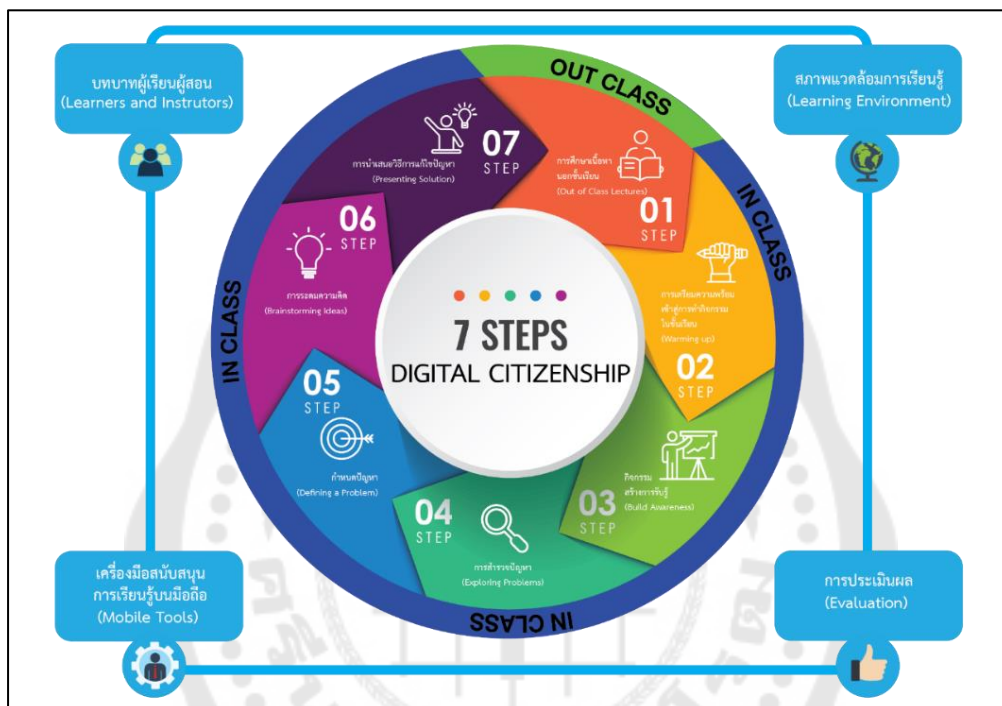 บทบาทผู้เรียนผู้สอน
(Learners and Instrutors)
สภาพแวดล้อมการเรียนรู้
(Learning Environment)
OUT CLASS
IN CLASS
IN CLASS
IN CLASS
การศึกษาเนื้อหา
นอกชั้นเรียน
(Out of Class Lectures)
01
STEP
การเตรียมความพร้อม
เข้าสู่การทำกิจกรรม
ในชั้นเรียน
(Warming up)
02
STEP
กิจกรรม
สร้างการรับรู้
(Build Awareness)
03
STEP
04
STEP
การสำรวจปัญหา
(Exploring Problems)
05
STEP
กำหนดปัญหา
(Defining a Problem)
06
STEP
การระดมความคิด
(Brainstorming Ideas)
07
STEP
การนำเสนอวิธีการแก้ไขปัญหา
(Presenting Solution)
7 STEPS
DIGITAL CITIZENSHIP
เครื่องมือสนับสนุน
การเรียนรู้บนมือถือ
(Mobile Tools)
การประเมินผล
(Evaluation)